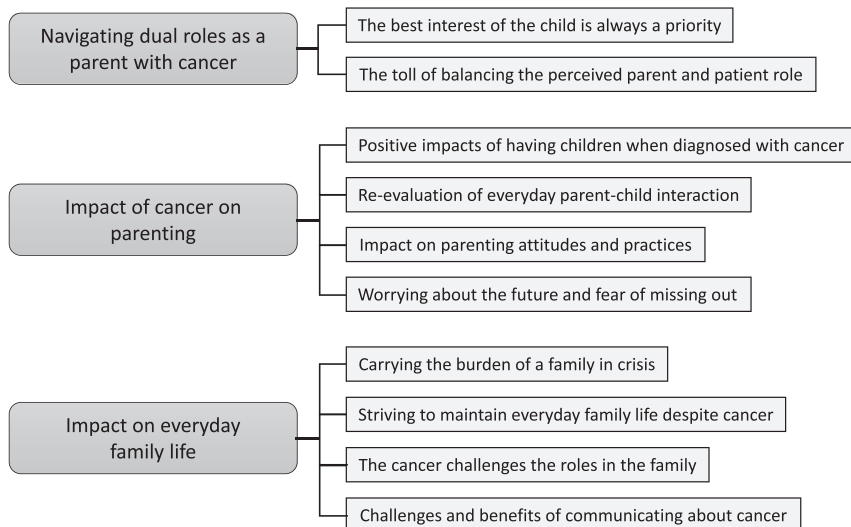 Navigating dual roles as a
parent with cancer
The best interest of the child is always a priority
The toll of balancing the perceived parent and patient role
Impact of cancer on
parenting
Positive impacts of having children when diagnosed with cancer
Re-evaluation of everyday parent-child interaction
Impact on parenting attitudes and practices
Worrying about the future and fear of missing out
Impact on everyday
family life
Carrying the burden of a family in crisis
Striving to maintain everyday family life despite cancer
The cancer challenges the roles in the family
Challenges and benefits of communicating about cancer